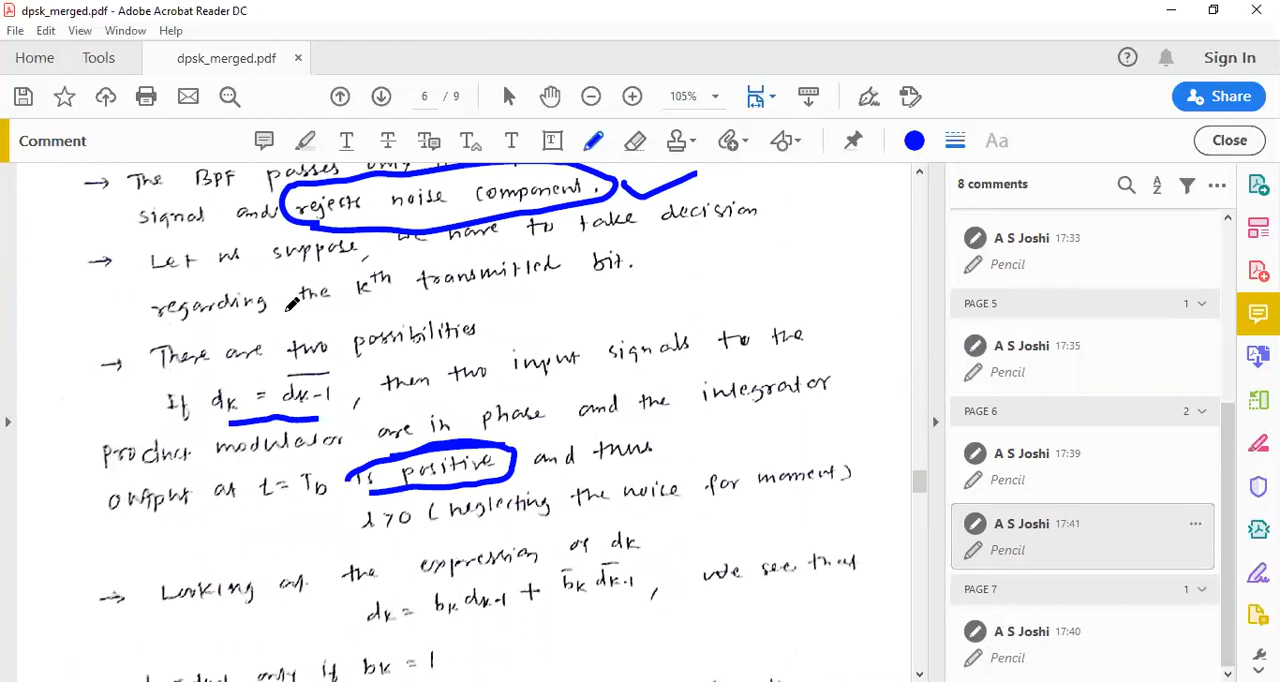 dpsk_merged.pdf - Adobe Acrobat Reader DC
File Edit View Window Help
Home Tools dpsk_merged.pdf × Sign In
6 / 9 105% Share
Comment Close
→ The BPF passes only
signal and rejects noise component.
→ Let us suppose, we have to take decision
regarding the kth transmitted bit.
→ There are two possibilities
If dk = dk-1, then two input signals to the
product modulator are in phase and the integrator
output at t = Tb is positive and thus
λ > 0 (neglecting the noise for moment)
→ Looking at the expression of dk
dk = bk dk-1 + b̅k d̅k-1, we see that
only if bk = 1
8 comments
A S Joshi 17:33
Pencil
PAGE 5 1
A S Joshi 17:35
Pencil
PAGE 6 2
A S Joshi 17:39
Pencil
A S Joshi 17:41
Pencil
PAGE 7 1
A S Joshi 17:40
Pencil